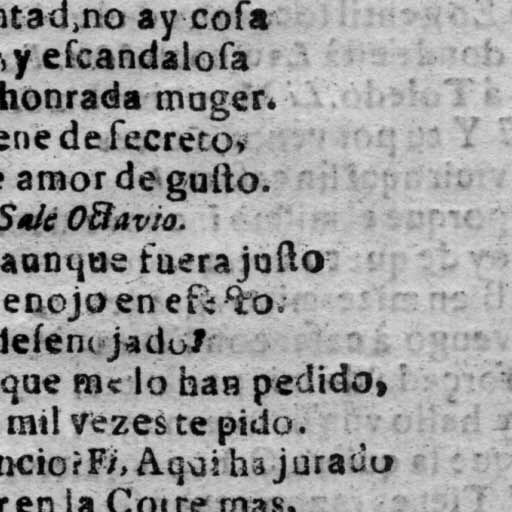 ntad, no ay cosa
, y escandalosa
honrada muger.
ene de secreto,
e amor de gusto.
Sale Octavio.
aunque fuera justo
enojo en efecto.
desenojado?
que me lo han pedido,
mil vezes te pido.
ncio? Fi, Aqui ha jurado
r en la Corte mas,